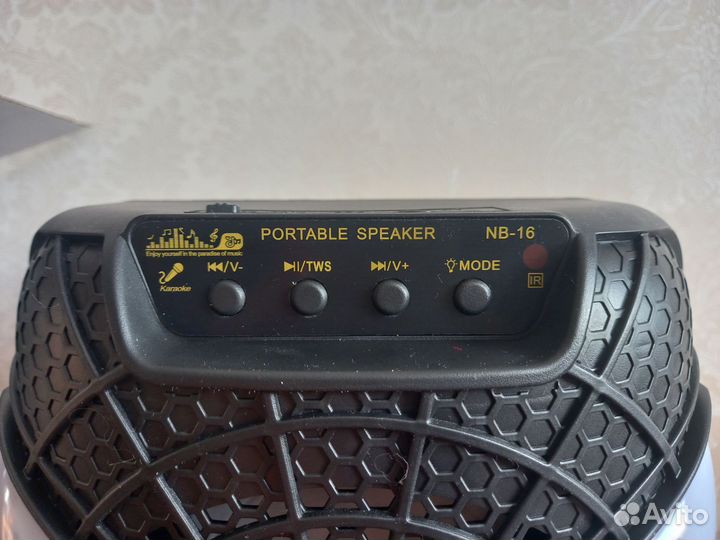 PORTABLE SPEAKER NB-16
Enjoy yourself in the paradise of music
Karaoke
⏮/V- ⏯/TWS ⏭/V+ MODE
IR
Avito